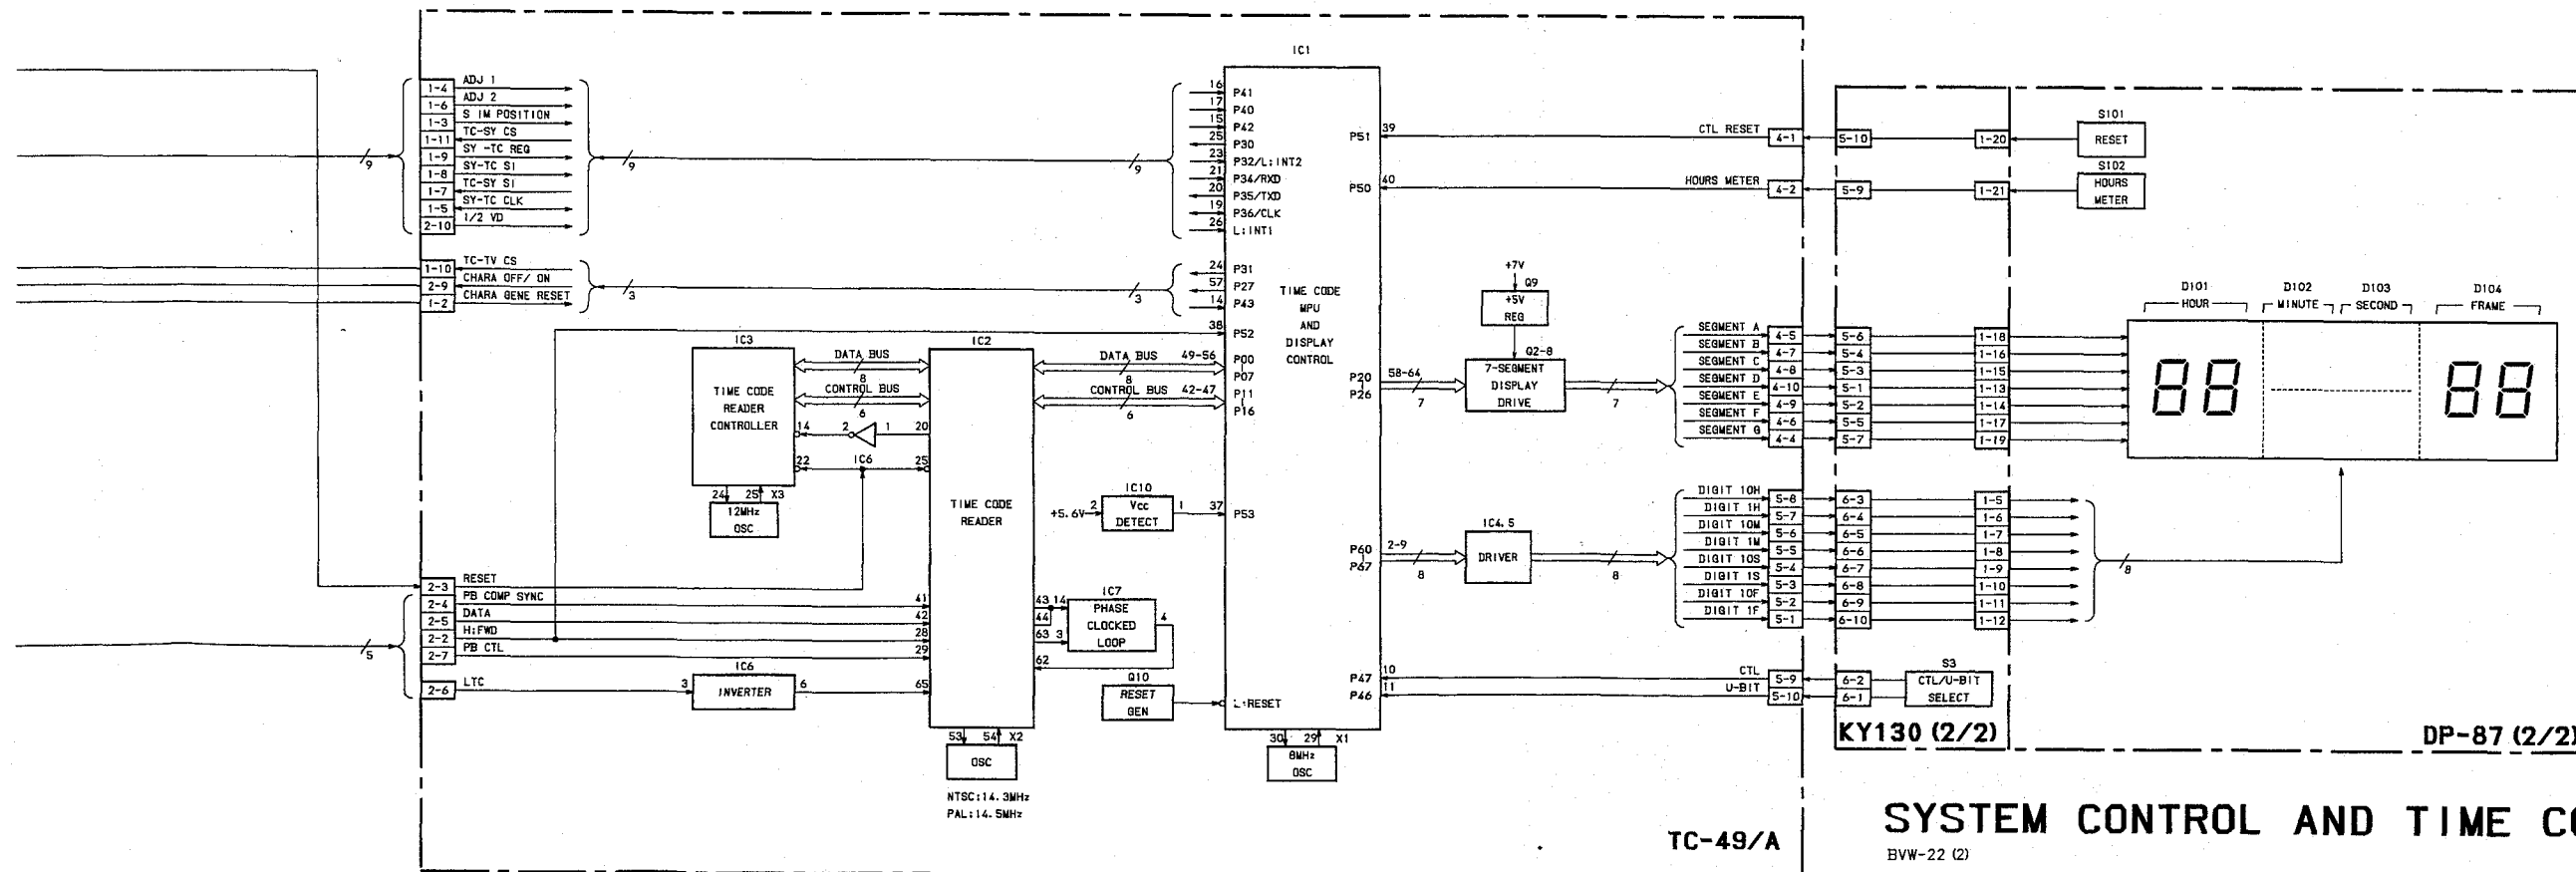 IC1
1-4 ADJ 1
1-6 ADJ 2
1-3 S IM POSITION
1-11 TC-SY CS
1-9 SY -TC REQ
1-8 SY-TC SI
1-7 TC-SY SI
1-5 SY-TC CLK
2-10 1/2 VD
9
9
9
16 P41
17 P40
15 P42
25 P30
23 P32/L:INT2
21 P34/RXD
20 P35/TXD
19 P36/CLK
26 L:INT1
1-10 TC-TV CS
2-9 CHARA OFF/ ON
1-2 CHARA GENE RESET
3
3
24 P31
57 P27
14 P43
38 P52
TIME CODE
MPU
AND
DISPLAY
CONTROL
P51 39 CTL RESET 4-1 5-10 1-20
S101
RESET
P50 40 HOURS METER 4-2 5-9 1-21
S102
HOURS
METER
IC3
TIME CODE
READER
CONTROLLER
DATA BUS
8
CONTROL BUS
6
14 2 1 20
22 IC6 25
24 25 X3
12MHz
OSC
IC2
TIME CODE
READER
DATA BUS 49-56
8
P00
P07
CONTROL BUS 42-47
6
P11
P16
+5.6V 2
IC10
Vcc
DETECT
1 37 P53
2-3 RESET
2-4 PB COMP SYNC 41
2-5 DATA 42
2-2 H:FWD 28
2-7 PB CTL 29
5
2-6 LTC 3
IC6
INVERTER
6 65
43 14
44
63 3
62
IC7
PHASE
CLOCKED
LOOP
4
Q10
RESET
GEN
L:RESET
53 54 X2
OSC
NTSC:14.3MHz
PAL:14.5MHz
30 29 X1
8MHz
OSC
+7V
Q9
+5V
REG
Q2-8
7-SEGMENT
DISPLAY
DRIVE
P20
P26
58-64
7
7
SEGMENT A 4-5 5-6 1-18
SEGMENT B 4-7 5-4 1-16
SEGMENT C 4-8 5-3 1-15
SEGMENT D 4-10 5-1 1-13
SEGMENT E 4-9 5-2 1-14
SEGMENT F 4-6 5-5 1-17
SEGMENT G 4-4 5-7 1-19
D101 D102 D103 D104
HOUR MINUTE SECOND FRAME
88 88
P60
P67
2-9
8
IC4.5
DRIVER
8
DIGIT 10H 5-8 6-3 1-5
DIGIT 1H 5-7 6-4 1-6
DIGIT 10M 5-6 6-5 1-7
DIGIT 1M 5-5 6-6 1-8
DIGIT 10S 5-4 6-7 1-9
DIGIT 1S 5-3 6-8 1-10
DIGIT 10F 5-2 6-9 1-11
DIGIT 1F 5-1 6-10 1-12
8
P47 10 CTL 5-9 6-2
P46 11 U-BIT 5-10 6-1
S3
CTL/U-BIT
SELECT
KY130 (2/2)
DP-87 (2/2)
TC-49/A
SYSTEM CONTROL AND TIME CO
BVW-22 (2)